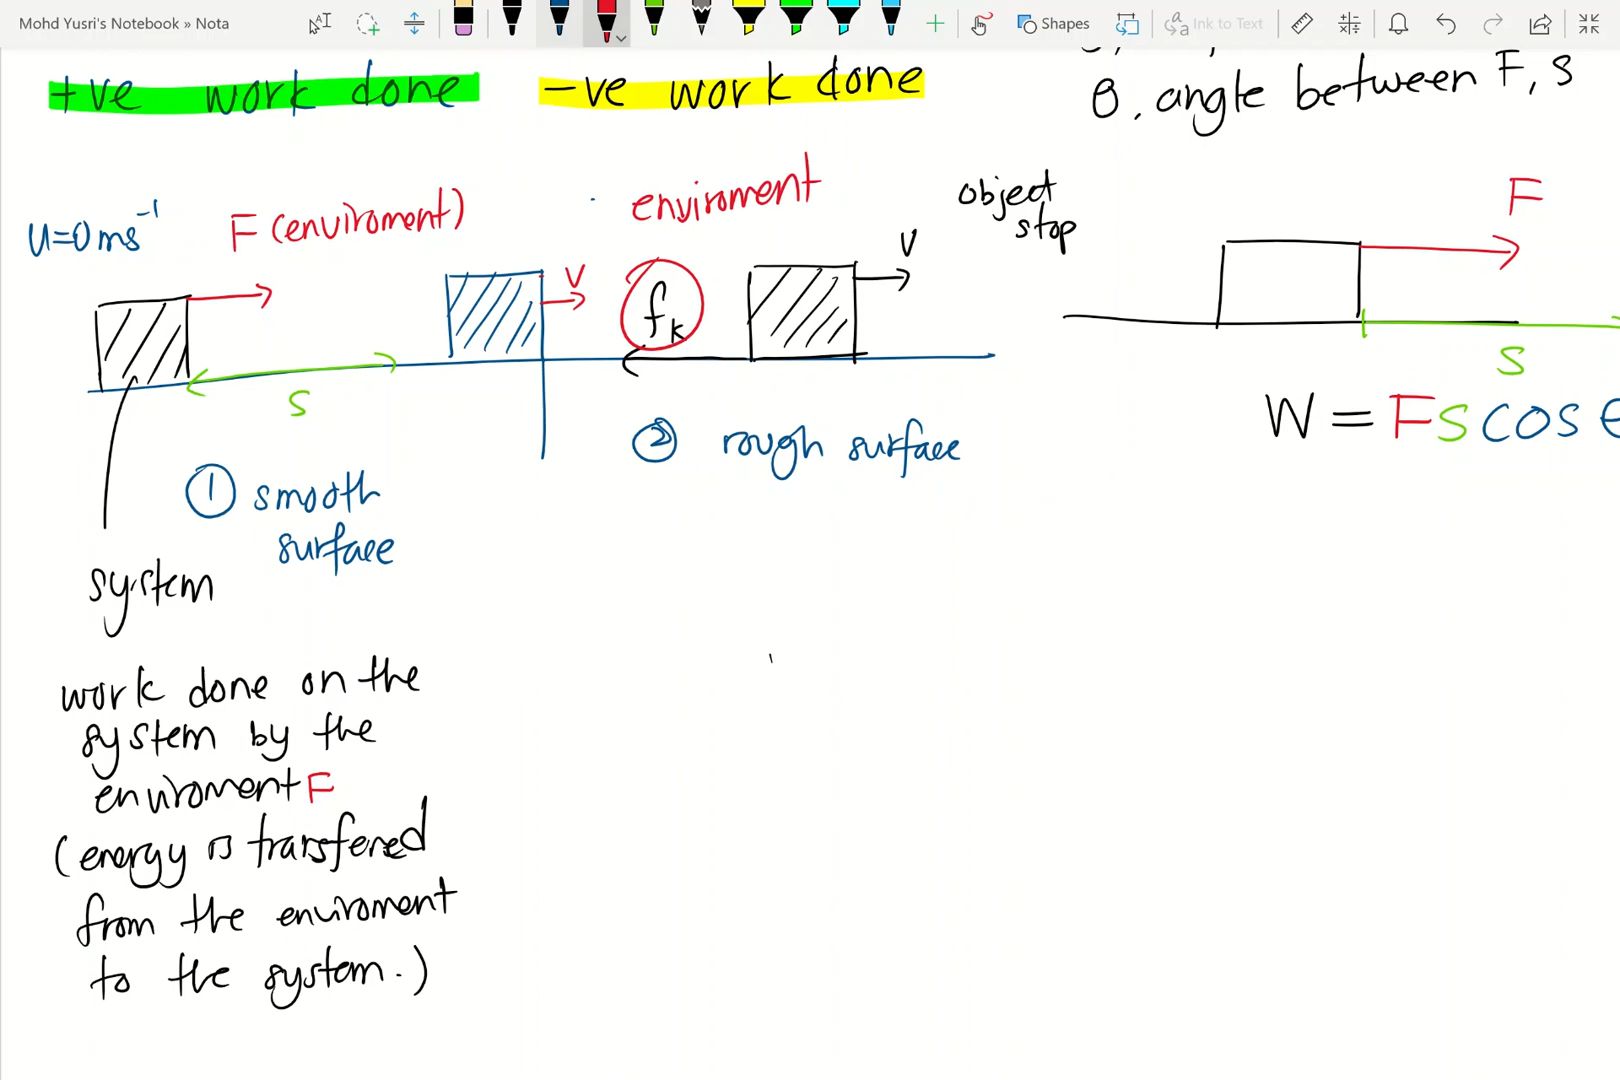 Mohd Yusri's Notebook » Nota
Shapes
Ink to Text
+ve work done
-ve work done
θ, angle between F, s
u=0ms⁻¹
F (enviroment)
enviroment
object
stop
F
v
v
fk
s
s
W = Fs cos θ
① smooth
surface
② rough surface
system
work done on the
system by the
enviroment F
(energy is transfered
from the enviroment
to the system.)